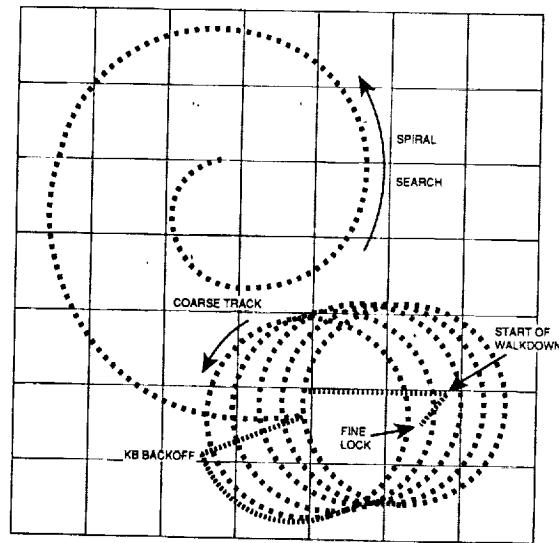 SPIRAL
SEARCH
COARSE TRACK
START OF
WALKDOWN
FINE
LOCK
KB BACKOFF